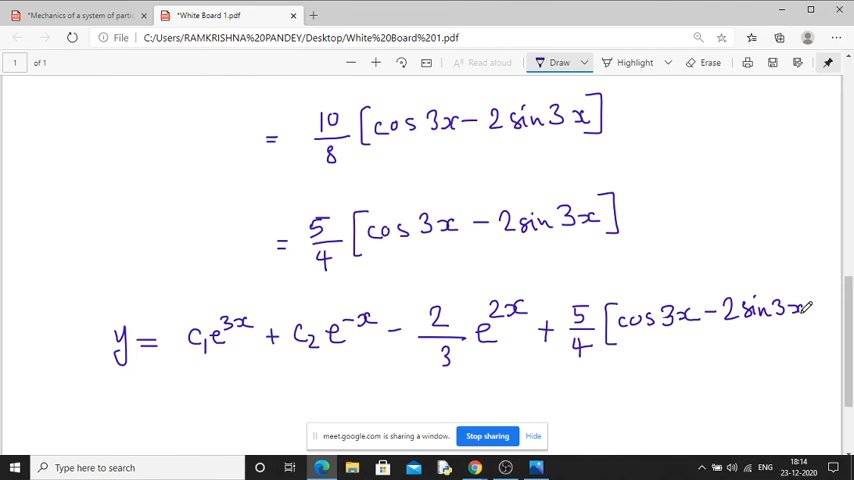 *Mechanics of a system of partic
*White Board 1.pdf
File C:/Users/RAMKRISHNA%20PANDEY/Desktop/White%20Board%201.pdf
1 of 1 Read aloud Draw Highlight Erase
= 10/8 [cos 3x - 2 sin 3x]
= 5/4 [cos 3x - 2 sin 3x]
y = c₁e^{3x} + c₂e^{-x} - 2/3 e^{2x} + 5/4 [cos 3x - 2 sin 3x
meet.google.com is sharing a window. Stop sharing Hide
Type here to search
ENG
18:14
23-12-2020